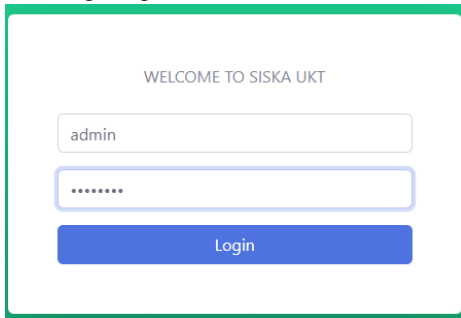 WELCOME TO SISKA UKT
admin
••••••••
Login